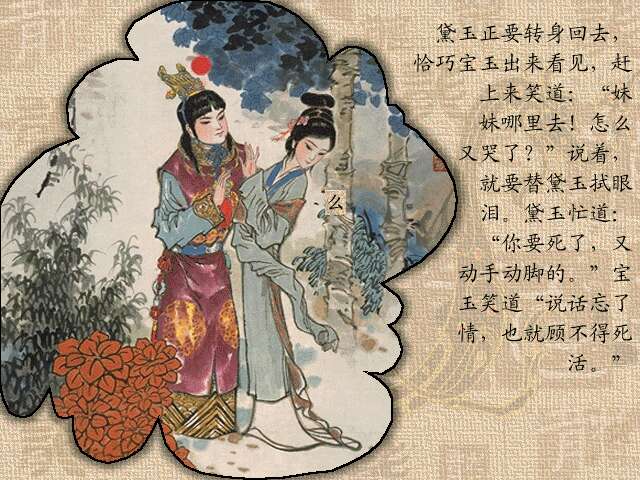 黛玉正要转身回去，
恰巧宝玉出来看见，赶
上来笑道：“妹
妹哪里去！怎么
又哭了？”说着，
就要替黛玉拭眼
泪。黛玉忙道：
“你要死了，又
动手动脚的。”宝
玉笑道“说话忘了
情，也就顾不得死
活。”
么